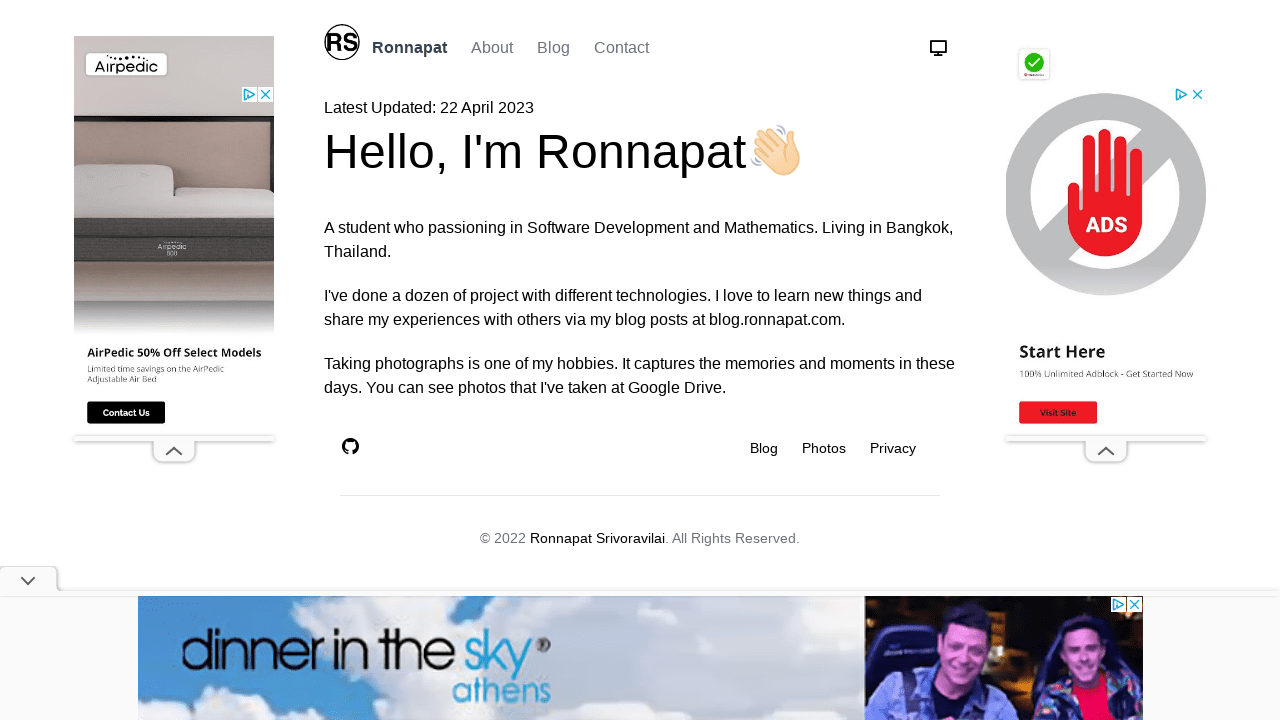 RS
Ronnapat
About
Blog
Contact
Latest Updated: 22 April 2023
Hello, I'm Ronnapat
A student who passioning in Software Development and Mathematics. Living in Bangkok,
Thailand.
I've done a dozen of project with different technologies. I love to learn new things and
share my experiences with others via my blog posts at blog.ronnapat.com.
Taking photographs is one of my hobbies. It captures the memories and moments in these
days. You can see photos that I've taken at Google Drive.
Blog
Photos
Privacy
© 2022 Ronnapat Srivoravilai. All Rights Reserved.
Airpedic
Airpedic
800
AirPedic 50% Off Select Models
Limited time savings on the AirPedic
Adjustable Air Bed
Contact Us
ADS
Start Here
100% Unlimited Adblock - Get Started Now
Visit Site
dinner in the sky®
athens